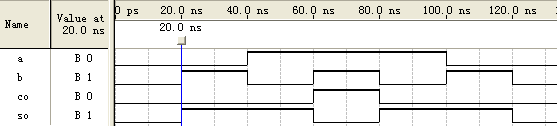 Name
Value at
20.0 ns
0 ps 20.0 ns 40.0 ns 60.0 ns 80.0 ns 100.0 ns 120.0 ns
20.0 ns
a B 0
b B 1
co B 0
so B 1